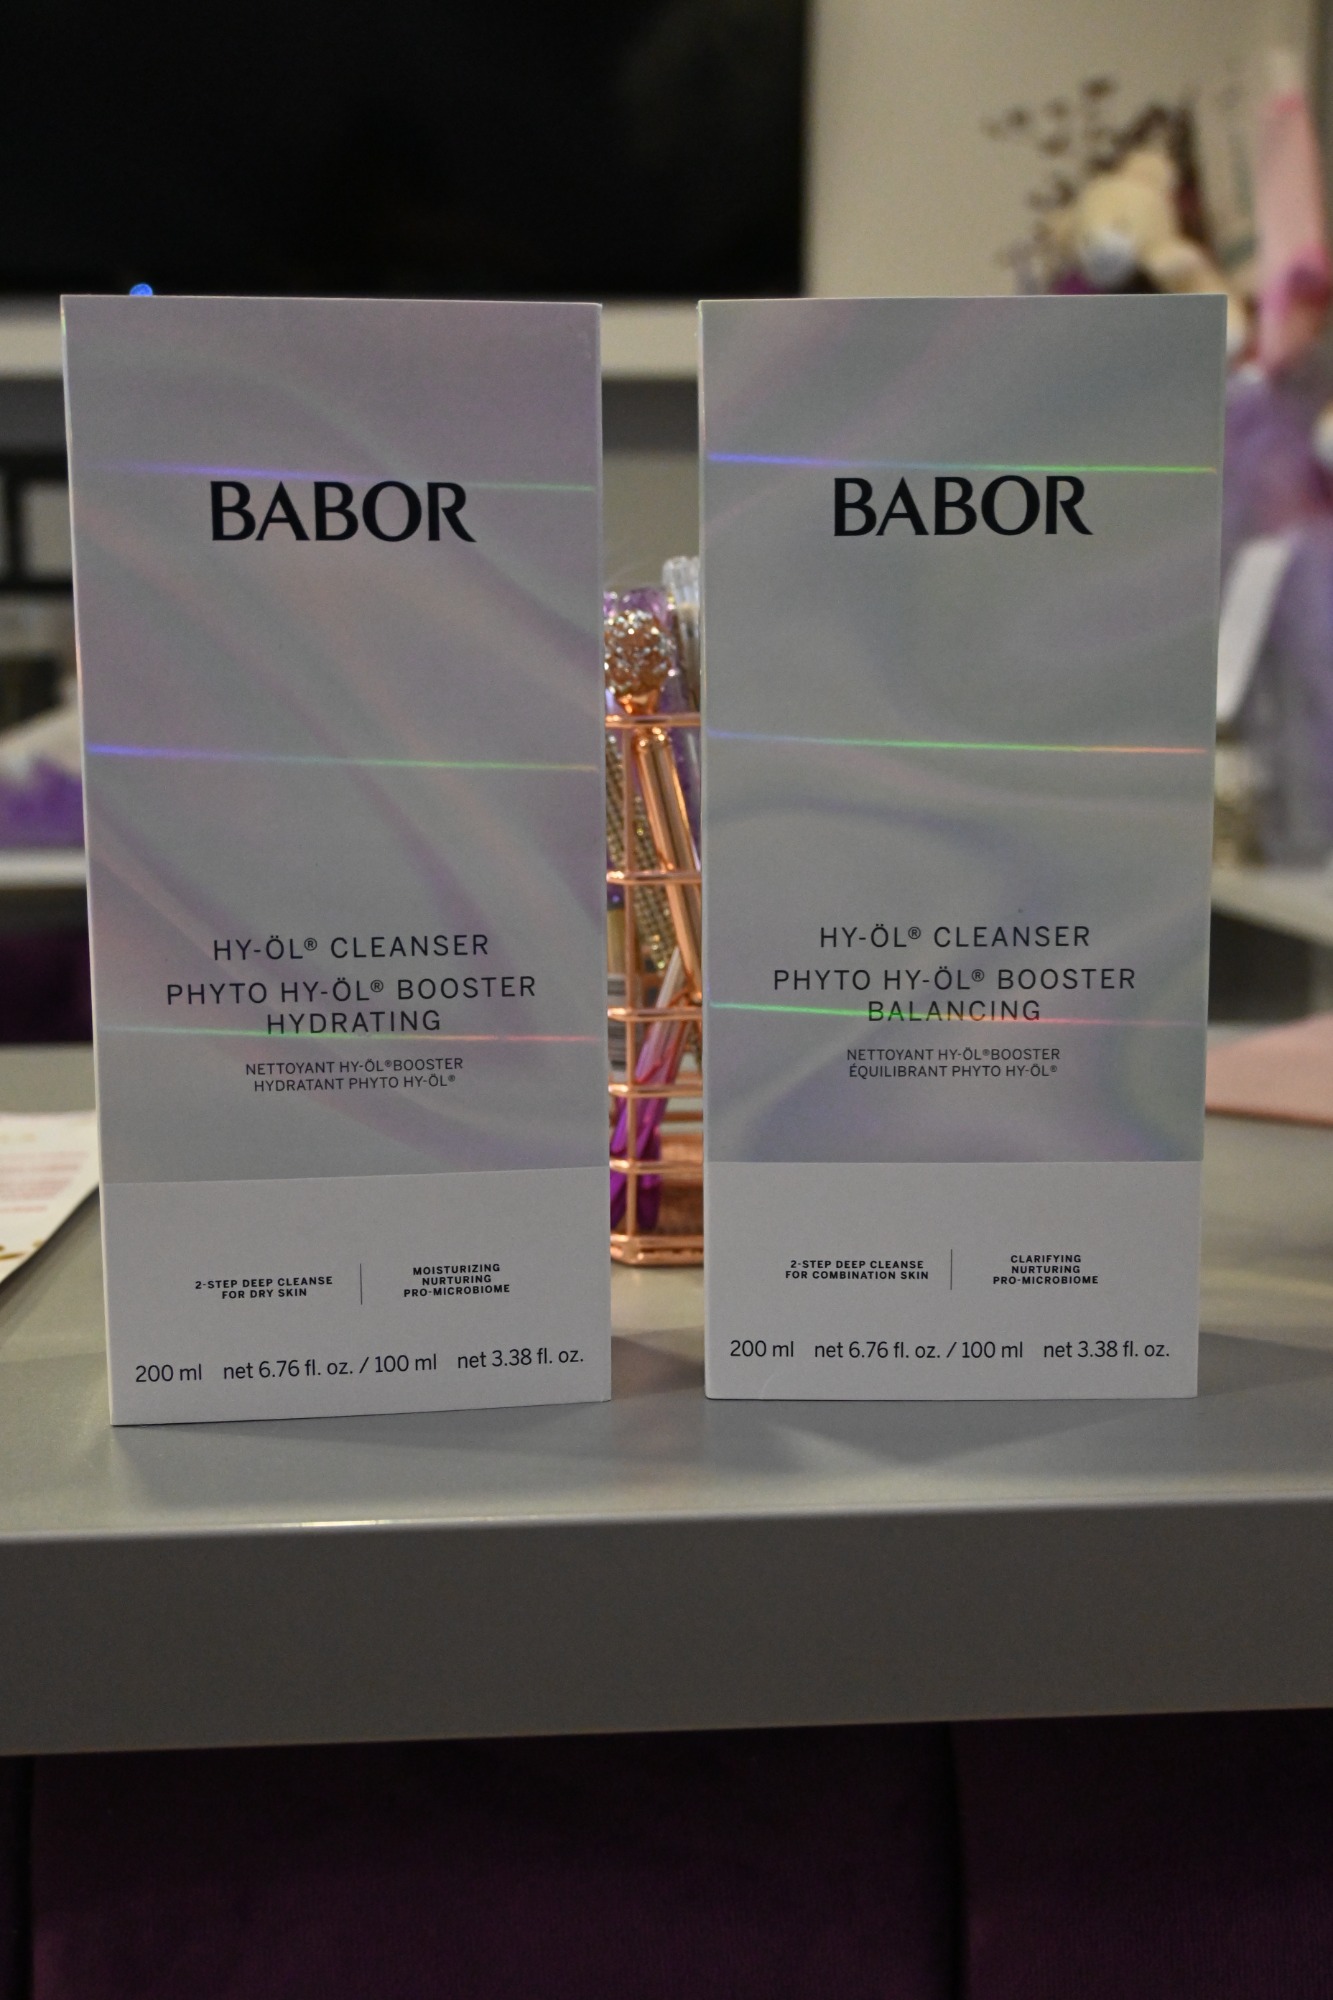 BABOR
HY-ÖL® CLEANSER
PHYTO HY-ÖL® BOOSTER
HYDRATING
NETTOYANT HY-ÖL®BOOSTER
HYDRATANT PHYTO HY-ÖL®
2-STEP DEEP CLEANSE
FOR DRY SKIN
MOISTURIZING
NURTURING
PRO-MICROBIOME
200 ml net 6.76 fl. oz. / 100 ml net 3.38 fl. oz.
BABOR
HY-ÖL® CLEANSER
PHYTO HY-ÖL® BOOSTER
BALANCING
NETTOYANT HY-ÖL®BOOSTER
ÉQUILIBRANT PHYTO HY-ÖL®
2-STEP DEEP CLEANSE
FOR COMBINATION SKIN
CLARIFYING
NURTURING
PRO-MICROBIOME
200 ml net 6.76 fl. oz. / 100 ml net 3.38 fl. oz.